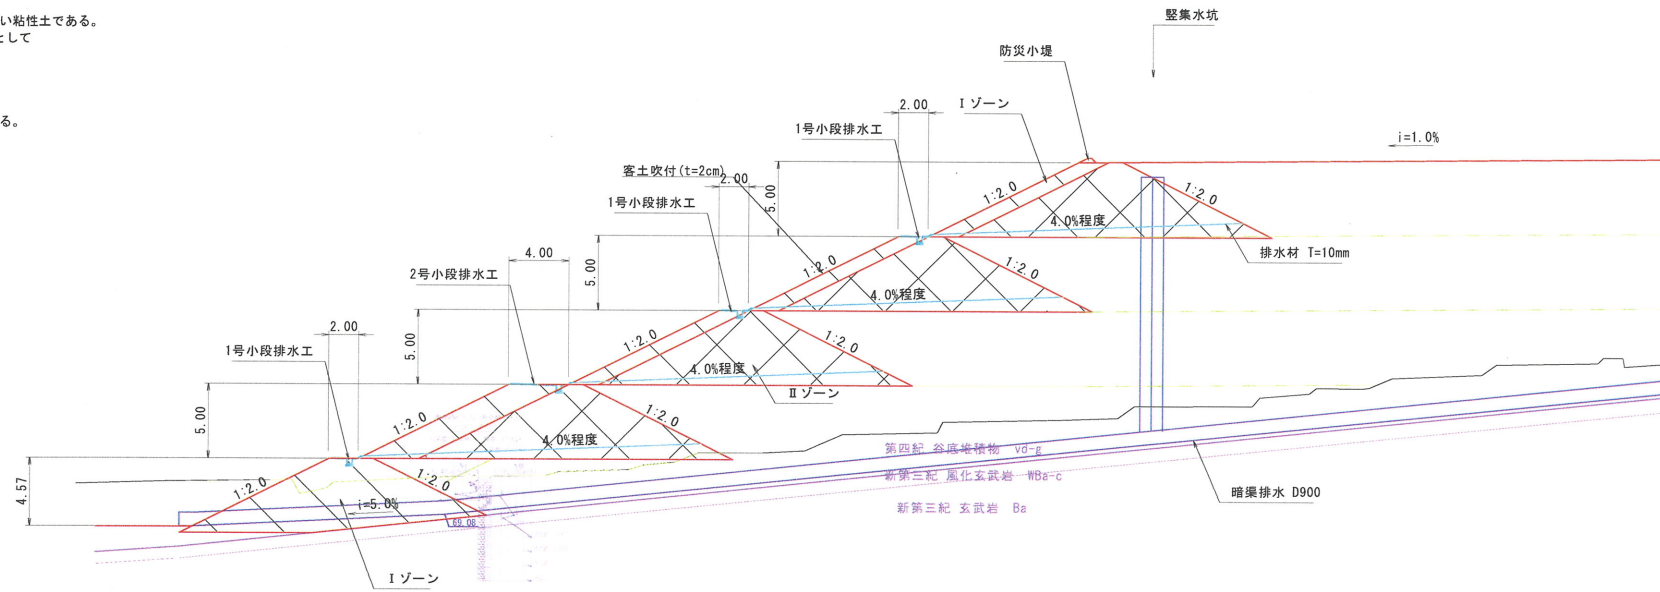 い粘性土である。
として
る。
竪集水坑
防災小堤
2.00
Ⅰゾーン
1号小段排水工
i=1.0%
客土吹付(t=2cm)
2.00
5.00
1:2.0
1:2.0
1号小段排水工
4.0%程度
排水材 T=10mm
4.00
2号小段排水工
5.00
1:2.0
1:2.0
4.0%程度
2.00
1号小段排水工
5.00
1:2.0
1:2.0
4.0%程度
Ⅱゾーン
5.00
1:2.0
1:2.0
4.0%程度
第四紀 谷底堆積物 vd-g
新第三紀 風化玄武岩 WBa-c
新第三紀 玄武岩 Ba
暗渠排水 D900
4.57
1:2.0
1:2.0
i=5.0%
69.08
Ⅰゾーン